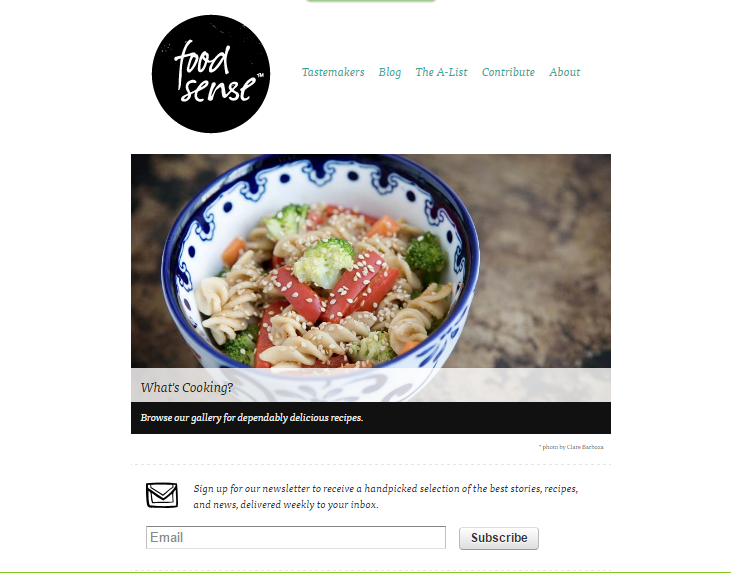 food
sense™
Tastemakers Blog The A-List Contribute About
What's Cooking?
Browse our gallery for dependably delicious recipes.
* photo by Clare Barboza
Sign up for our newsletter to receive a handpicked selection of the best stories, recipes,
and news, delivered weekly to your inbox.
Email Subscribe